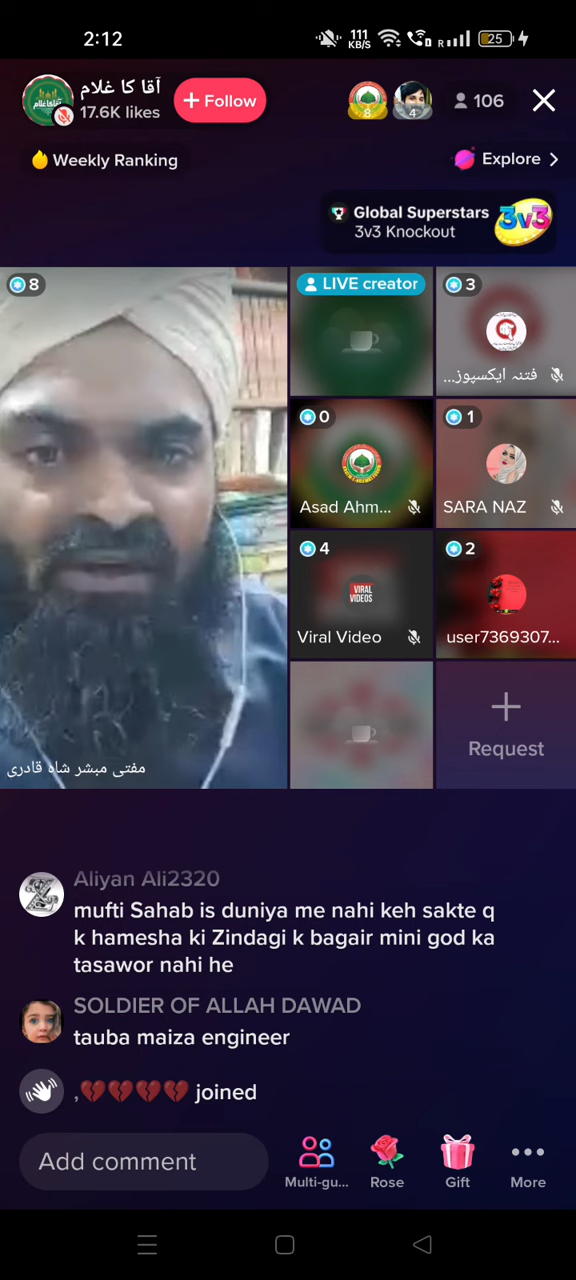 2:12
111
KB/S
R
25
آقا کا غلام
17.6K likes
+ Follow
8
4
106
Weekly Ranking
Explore
Global Superstars
3v3 Knockout
3v3
8
LIVE creator
3
فتنہ ایکسپوز...
0
Asad Ahm...
1
SARA NAZ
4
VIRAL
VIDEOS
Viral Video
2
user7369307...
مفتی مبشر شاہ قادری
Request
Aliyan Ali2320
mufti Sahab is duniya me nahi keh sakte q
k hamesha ki Zindagi k bagair mini god ka
tasawor nahi he
SOLDIER OF ALLAH DAWAD
tauba maiza engineer
,💔💔💔💔 joined
Add comment
Multi-gu...
Rose
Gift
More